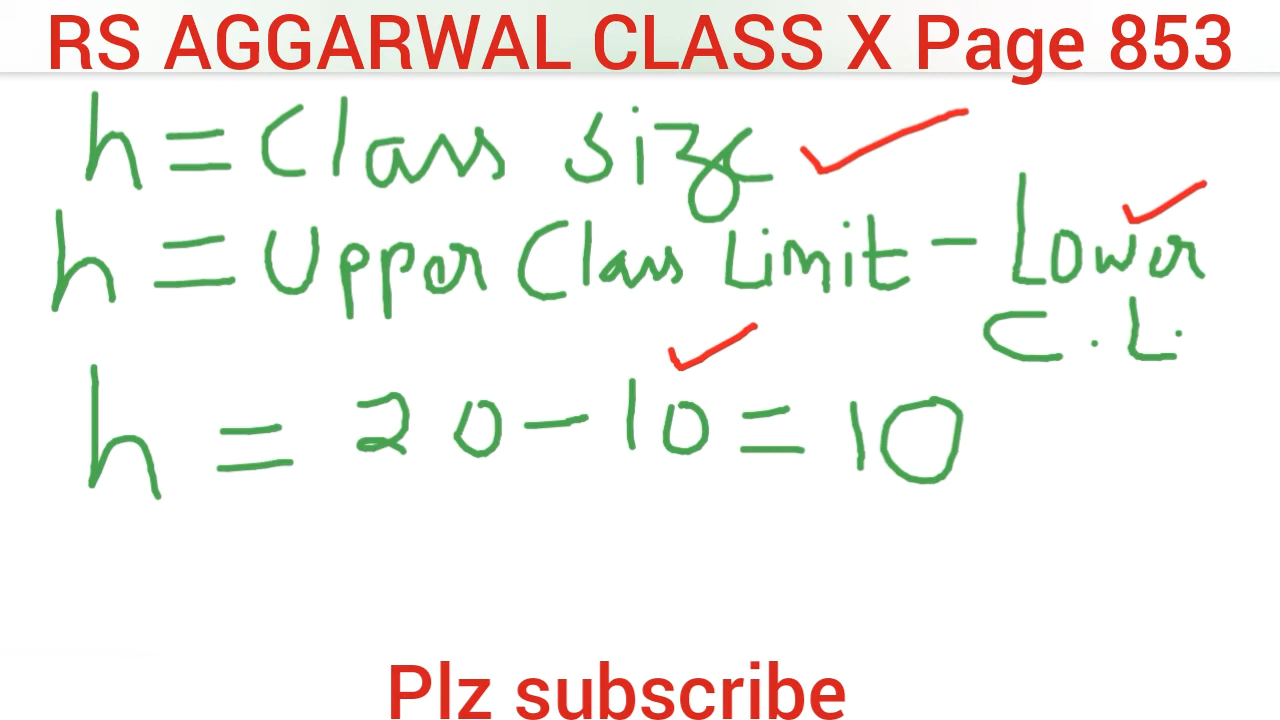 RS AGGARWAL CLASS X Page 853
h = Class size
h = Upper Class Limit - Lower
C.L.
h = 20 - 10 = 10
Plz subscribe